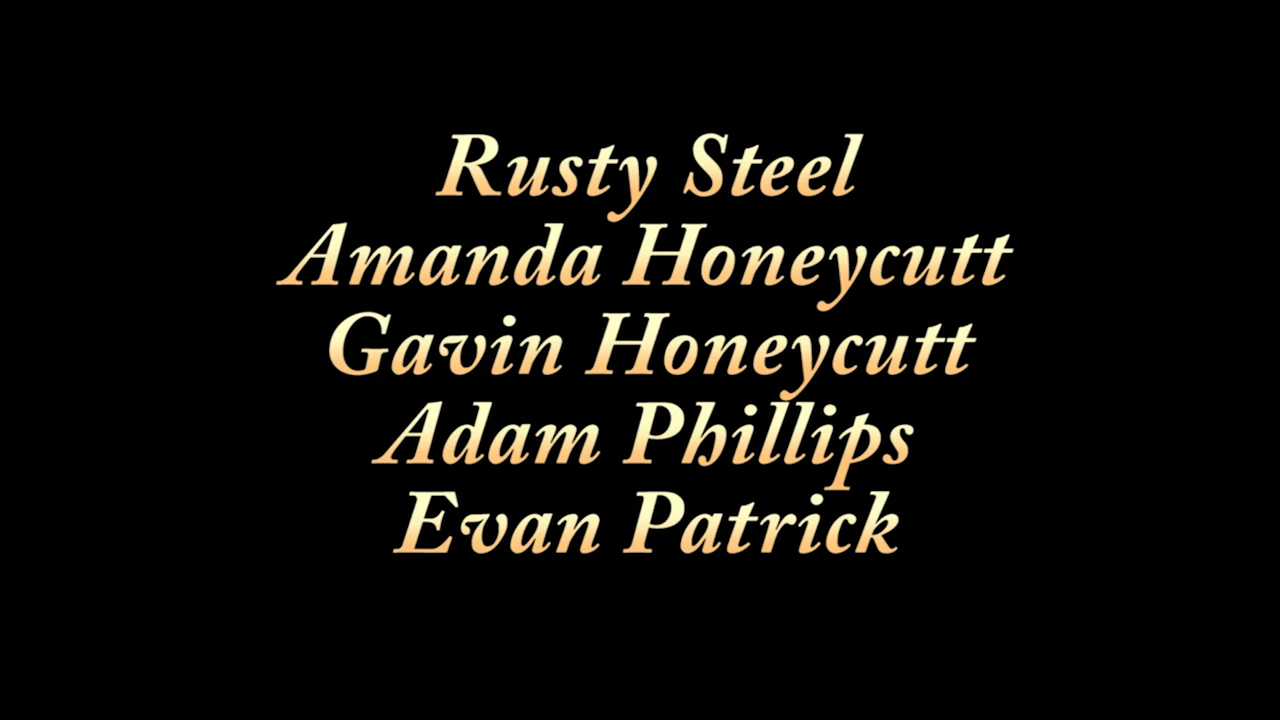 Rusty Steel
Amanda Honeycutt
Gavin Honeycutt
Adam Phillips
Evan Patrick